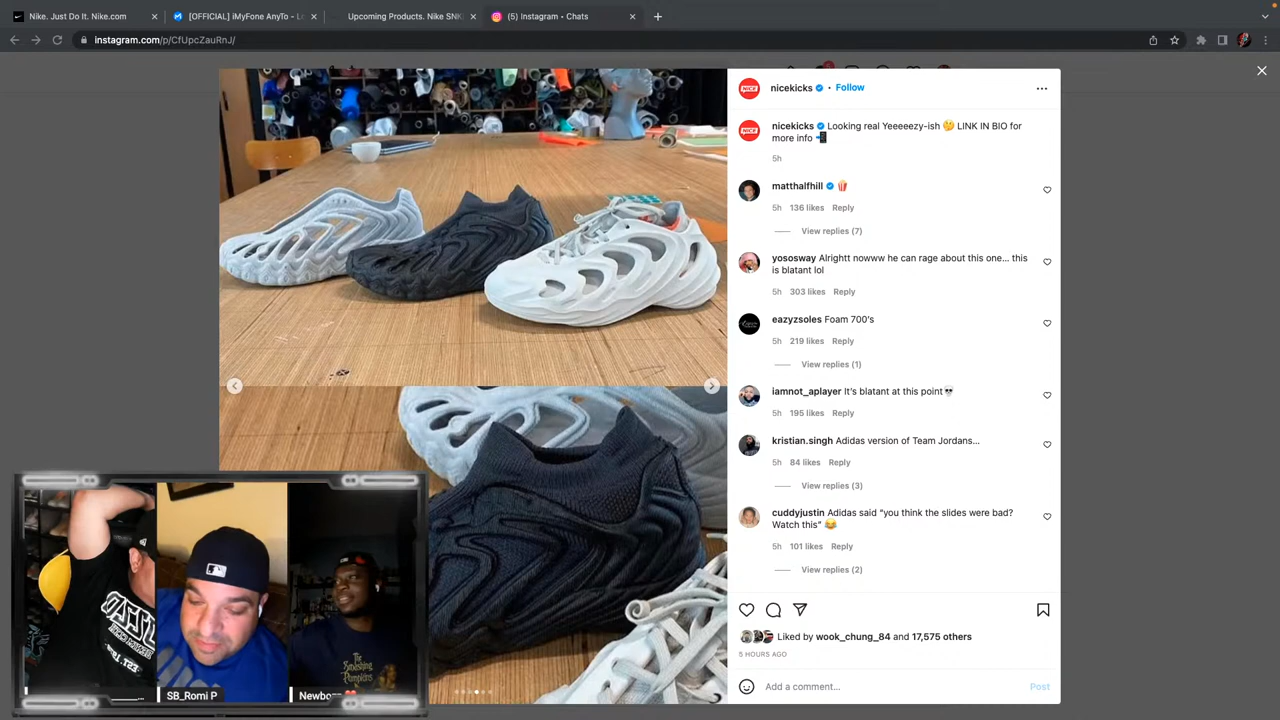 Nike. Just Do It. Nike.com
[OFFICIAL] iMyFone AnyTo - Lo
Upcoming Products. Nike SNK
(5) Instagram • Chats
instagram.com/p/CfUpcZauRnJ/
NICE
nicekicks • Follow
NICE
nicekicks Looking real Yeeeeezy-ish 🤔 LINK IN BIO for
more info 📲
5h
matthalfhill 🍿
5h 136 likes Reply
View replies (7)
yososway Alrightt nowww he can rage about this one... this
is blatant lol
5h 303 likes Reply
eazyzsoles Foam 700's
5h 219 likes Reply
View replies (1)
iamnot_aplayer It's blatant at this point☠️
5h 195 likes Reply
kristian.singh Adidas version of Team Jordans...
5h 84 likes Reply
View replies (3)
cuddyjustin Adidas said "you think the slides were bad?
Watch this" 😂
5h 101 likes Reply
View replies (2)
Liked by wook_chung_84 and 17,575 others
5 HOURS AGO
Add a comment...
Post
SB_Romi P
The
Smashing
Pumpkins